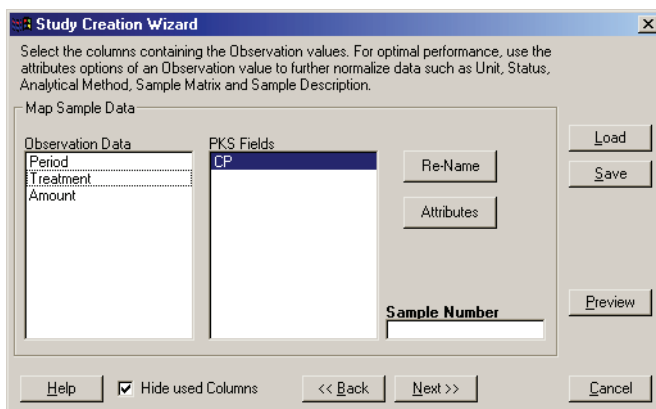 Study Creation Wizard
Select the columns containing the Observation values. For optimal performance, use the
attributes options of an Observation value to further normalize data such as Unit, Status,
Analytical Method, Sample Matrix and Sample Description.
Map Sample Data
Observation Data
Period
Treatment
Amount
PKS Fields
CP
Re-Name
Attributes
Sample Number
Load
Save
Preview
Help
Hide used Columns
<< Back
Next >>
Cancel